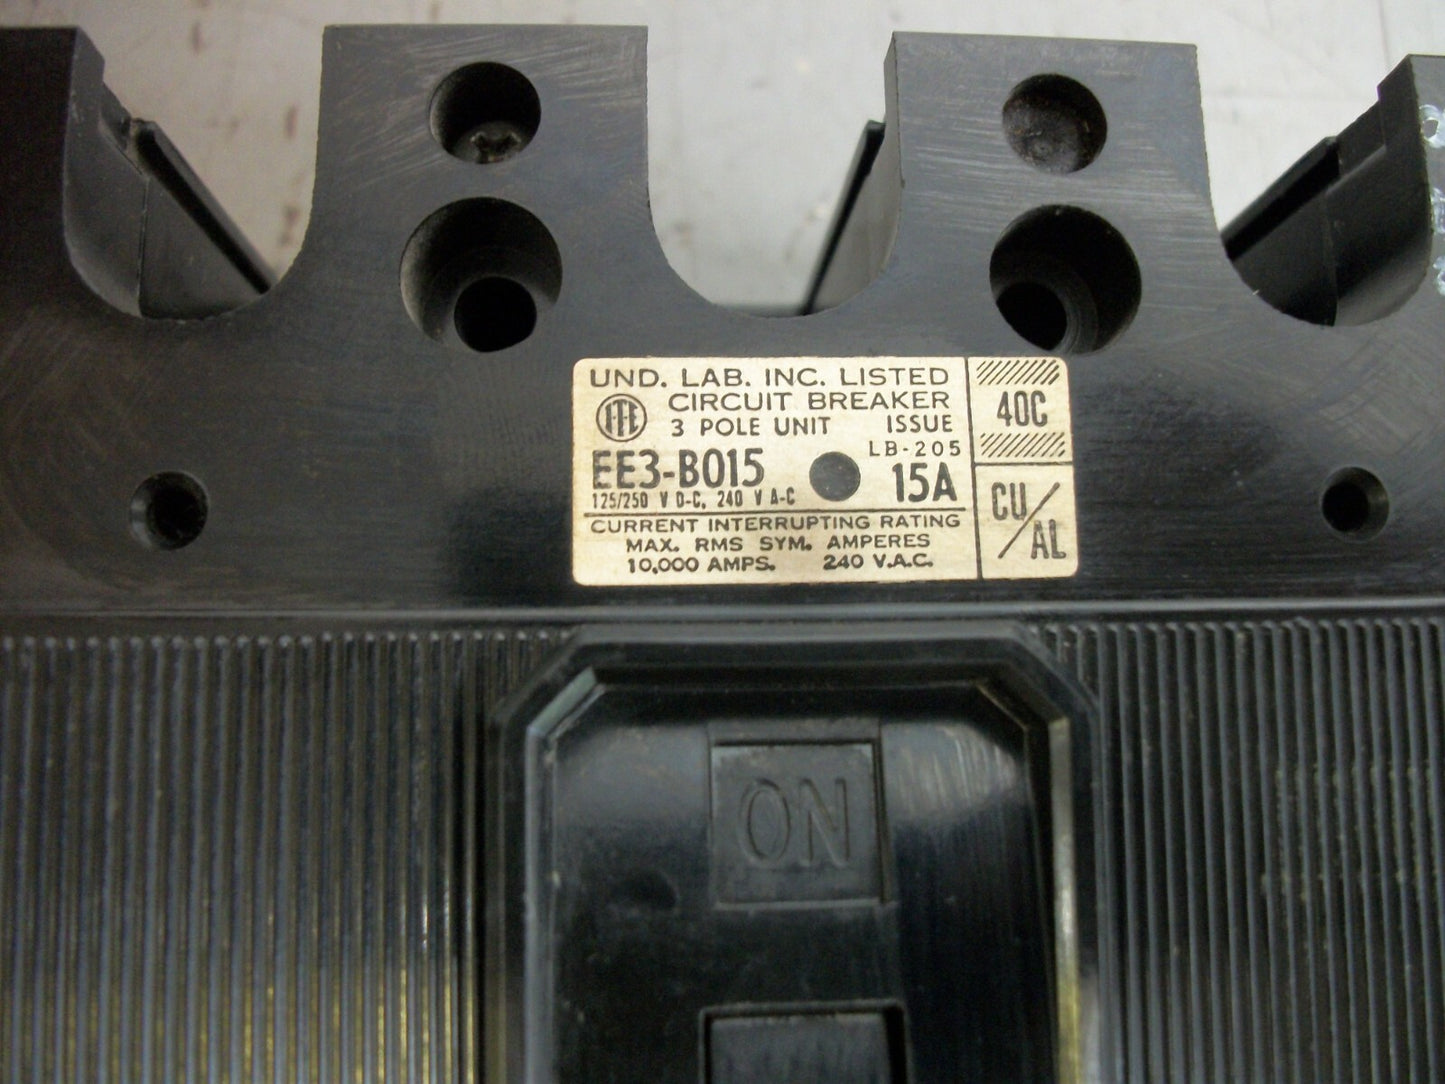 UND. LAB. INC. LISTED
CIRCUIT BREAKER
ITE 3 POLE UNIT ISSUE
LB-205
EE3-B015 15A
125/250 V D-C, 240 V A-C
CURRENT INTERRUPTING RATING
MAX. RMS SYM. AMPERES
10,000 AMPS. 240 V.A.C.
40C
CU/AL
ON